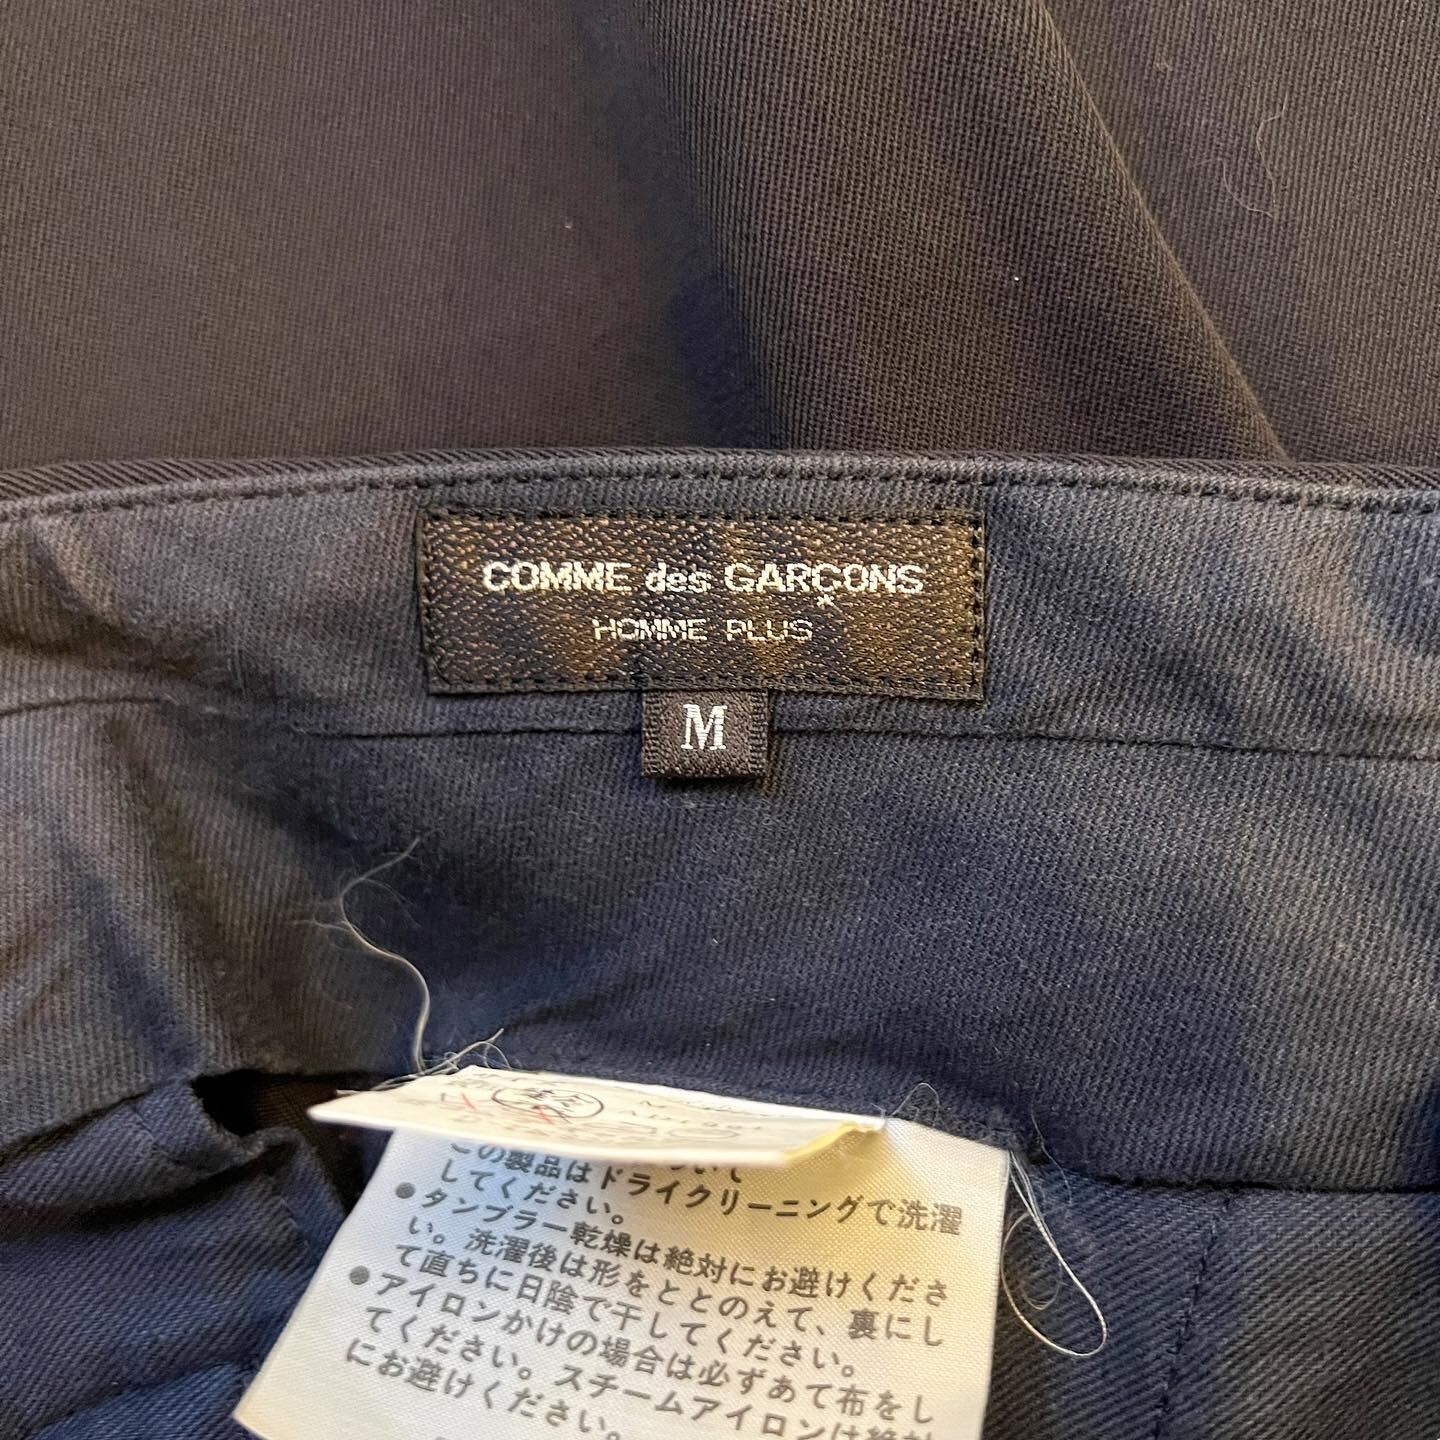 COMME des GARÇONS
HOMME PLUS
M
この製品はドライクリーニングで洗濯
してください。
●タンブラー乾燥は絶対にお避けくださ
い。洗濯後は形をととのえて、裏にし
て直ちに日陰で干してください。
●アイロンかけの場合は必ずあて布をし
てください。スチームアイロンは絶対
にお避けください。